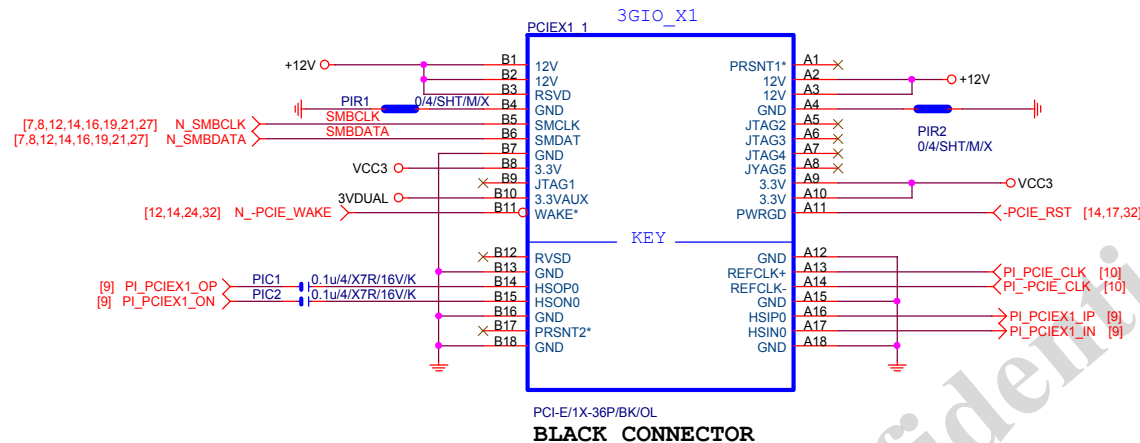 3GIO_X1
PCIEX1_1
+12V B1 12V PRSNT1* A1
B2 12V 12V A2 +12V
B3 RSVD 12V A3
PIR1 0/4/SHT/M/X B4 GND GND A4
[7,8,12,14,16,19,21,27] N_SMBCLK SMBCLK B5 SMCLK JTAG2 A5
[7,8,12,14,16,19,21,27] N_SMBDATA SMBDATA B6 SMDAT JTAG3 A6 PIR2
B7 GND JTAG4 A7 0/4/SHT/M/X
VCC3 B8 3.3V JYAG5 A8
B9 JTAG1 3.3V A9 VCC3
3VDUAL B10 3.3VAUX 3.3V A10
[12,14,24,32] N_-PCIE_WAKE B11 WAKE* PWRGD A11 -PCIE_RST [14,17,32]
KEY
B12 RVSD GND A12
B13 GND REFCLK+ A13 PI_PCIE_CLK [10]
[9] PI_PCIEX1_OP PIC1 0.1u/4/X7R/16V/K B14 HSOP0 REFCLK- A14 PI_-PCIE_CLK [10]
[9] PI_PCIEX1_ON PIC2 0.1u/4/X7R/16V/K B15 HSON0 GND A15
B16 GND HSIP0 A16 PI_PCIEX1_IP [9]
B17 PRSNT2* HSIN0 A17 PI_PCIEX1_IN [9]
B18 GND GND A18
PCI-E/1X-36P/BK/OL
BLACK CONNECTOR